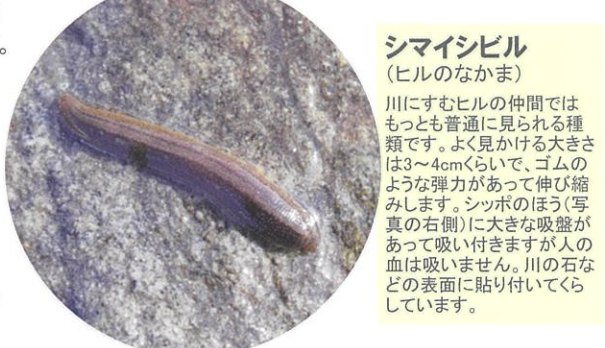 。
シマイシビル
(ヒルのなかま)
川にすむヒルの仲間では
もっとも普通に見られる種
類です。よく見かける大きさ
は3〜4cmくらいで、ゴムの
ような弾力があって伸び縮
みします。シッポのほう(写
真の右側)に大きな吸盤が
あって吸い付きますが人の
血は吸いません。川の石な
どの表面に貼り付いてくら
しています。